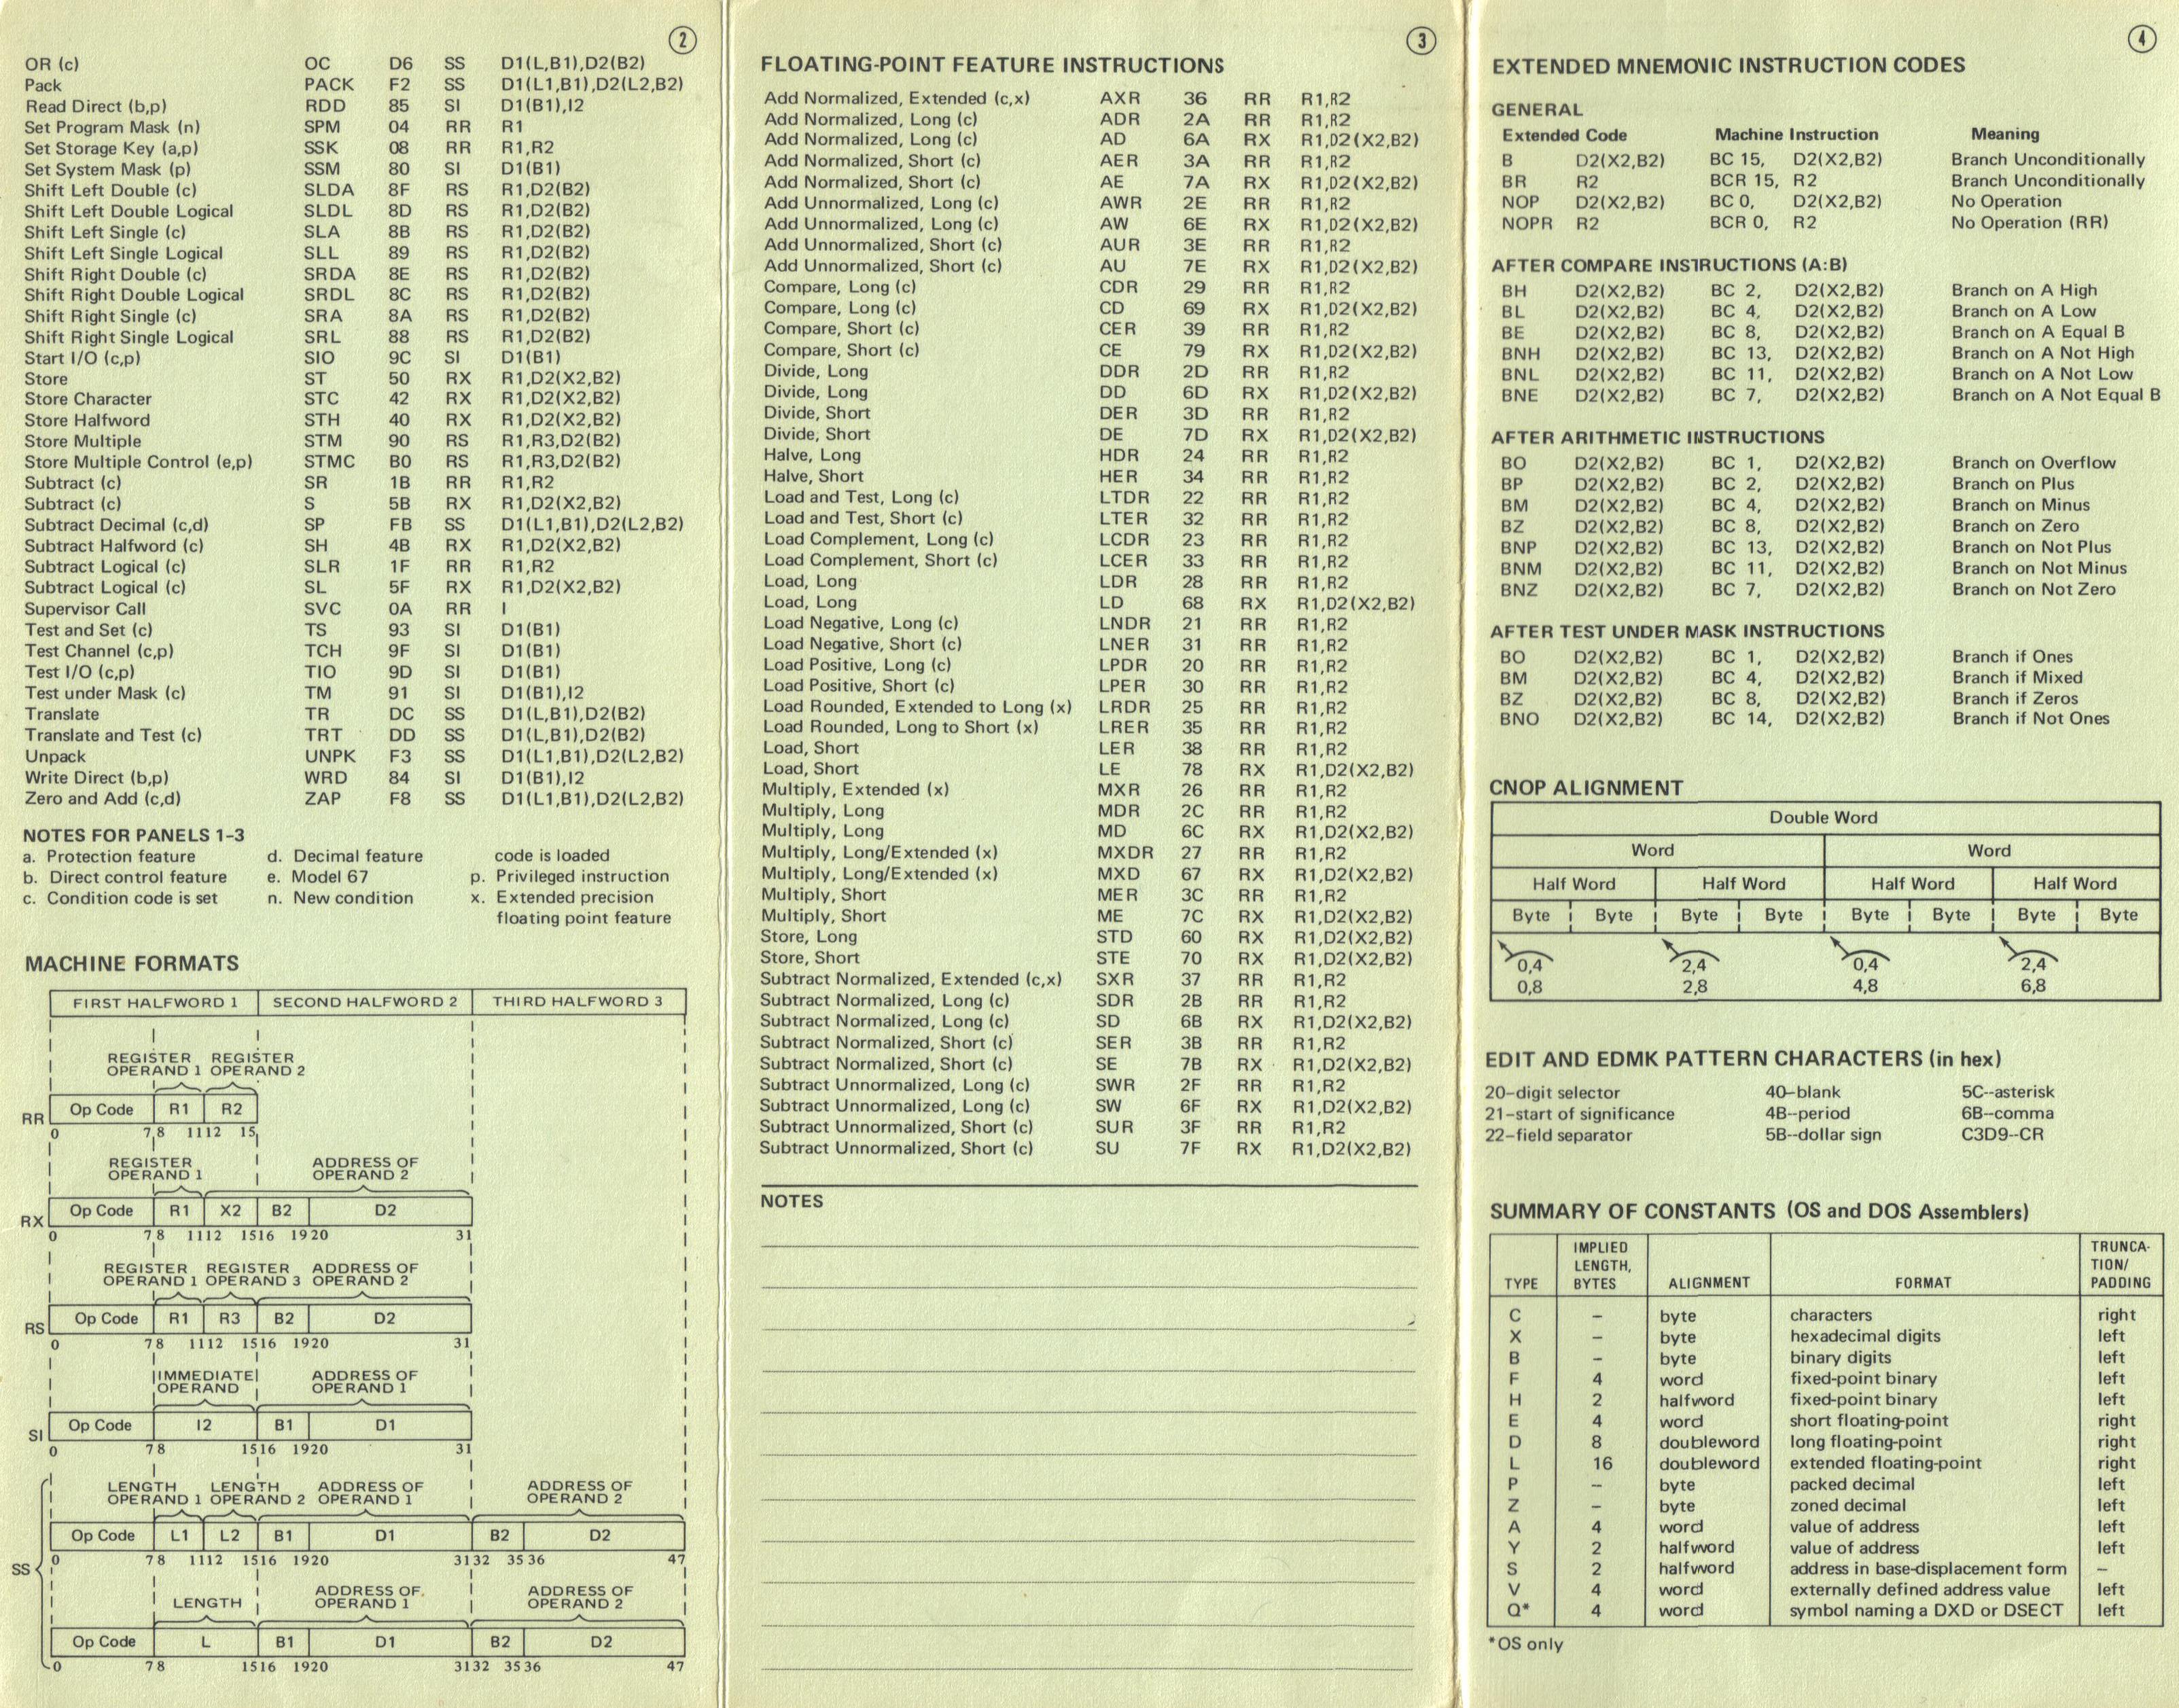 ②
OR (c) OC D6 SS D1(L,B1),D2(B2)
Pack PACK F2 SS D1(L1,B1),D2(L2,B2)
Read Direct (b,p) RDD 85 SI D1(B1),I2
Set Program Mask (n) SPM 04 RR R1
Set Storage Key (a,p) SSK 08 RR R1,R2
Set System Mask (p) SSM 80 SI D1(B1)
Shift Left Double (c) SLDA 8F RS R1,D2(B2)
Shift Left Double Logical SLDL 8D RS R1,D2(B2)
Shift Left Single (c) SLA 8B RS R1,D2(B2)
Shift Left Single Logical SLL 89 RS R1,D2(B2)
Shift Right Double (c) SRDA 8E RS R1,D2(B2)
Shift Right Double Logical SRDL 8C RS R1,D2(B2)
Shift Right Single (c) SRA 8A RS R1,D2(B2)
Shift Right Single Logical SRL 88 RS R1,D2(B2)
Start I/O (c,p) SIO 9C SI D1(B1)
Store ST 50 RX R1,D2(X2,B2)
Store Character STC 42 RX R1,D2(X2,B2)
Store Halfword STH 40 RX R1,D2(X2,B2)
Store Multiple STM 90 RS R1,R3,D2(B2)
Store Multiple Control (e,p) STMC B0 RS R1,R3,D2(B2)
Subtract (c) SR 1B RR R1,R2
Subtract (c) S 5B RX R1,D2(X2,B2)
Subtract Decimal (c,d) SP FB SS D1(L1,B1),D2(L2,B2)
Subtract Halfword (c) SH 4B RX R1,D2(X2,B2)
Subtract Logical (c) SLR 1F RR R1,R2
Subtract Logical (c) SL 5F RX R1,D2(X2,B2)
Supervisor Call SVC 0A RR I
Test and Set (c) TS 93 SI D1(B1)
Test Channel (c,p) TCH 9F SI D1(B1)
Test I/O (c,p) TIO 9D SI D1(B1)
Test under Mask (c) TM 91 SI D1(B1),I2
Translate TR DC SS D1(L,B1),D2(B2)
Translate and Test (c) TRT DD SS D1(L,B1),D2(B2)
Unpack UNPK F3 SS D1(L1,B1),D2(L2,B2)
Write Direct (b,p) WRD 84 SI D1(B1),I2
Zero and Add (c,d) ZAP F8 SS D1(L1,B1),D2(L2,B2)
NOTES FOR PANELS 1-3
a. Protection feature d. Decimal feature code is loaded
b. Direct control feature e. Model 67 p. Privileged instruction
c. Condition code is set n. New condition x. Extended precision
floating point feature
MACHINE FORMATS
FIRST HALFWORD 1 SECOND HALFWORD 2 THIRD HALFWORD 3
REGISTER REGISTER
OPERAND 1 OPERAND 2
RR Op Code R1 R2
0 7 8 11 12 15
REGISTER ADDRESS OF
OPERAND 1 OPERAND 2
RX Op Code R1 X2 B2 D2
0 7 8 11 12 15 16 19 20 31
REGISTER REGISTER ADDRESS OF
OPERAND 1 OPERAND 3 OPERAND 2
RS Op Code R1 R3 B2 D2
0 7 8 11 12 15 16 19 20 31
IMMEDIATE ADDRESS OF
OPERAND OPERAND 1
SI Op Code I2 B1 D1
0 7 8 15 16 19 20 31
LENGTH LENGTH ADDRESS OF ADDRESS OF
OPERAND 1 OPERAND 2 OPERAND 1 OPERAND 2
Op Code L1 L2 B1 D1 B2 D2
0 7 8 11 12 15 16 19 20 31 32 35 36 47
SS
ADDRESS OF ADDRESS OF
LENGTH OPERAND 1 OPERAND 2
Op Code L B1 D1 B2 D2
0 7 8 15 16 19 20 31 32 35 36 47
③
FLOATING-POINT FEATURE INSTRUCTIONS
Add Normalized, Extended (c,x) AXR 36 RR R1,R2
Add Normalized, Long (c) ADR 2A RR R1,R2
Add Normalized, Long (c) AD 6A RX R1,D2(X2,B2)
Add Normalized, Short (c) AER 3A RR R1,R2
Add Normalized, Short (c) AE 7A RX R1,D2(X2,B2)
Add Unnormalized, Long (c) AWR 2E RR R1,R2
Add Unnormalized, Long (c) AW 6E RX R1,D2(X2,B2)
Add Unnormalized, Short (c) AUR 3E RR R1,R2
Add Unnormalized, Short (c) AU 7E RX R1,D2(X2,B2)
Compare, Long (c) CDR 29 RR R1,R2
Compare, Long (c) CD 69 RX R1,D2(X2,B2)
Compare, Short (c) CER 39 RR R1,R2
Compare, Short (c) CE 79 RX R1,D2(X2,B2)
Divide, Long DDR 2D RR R1,R2
Divide, Long DD 6D RX R1,D2(X2,B2)
Divide, Short DER 3D RR R1,R2
Divide, Short DE 7D RX R1,D2(X2,B2)
Halve, Long HDR 24 RR R1,R2
Halve, Short HER 34 RR R1,R2
Load and Test, Long (c) LTDR 22 RR R1,R2
Load and Test, Short (c) LTER 32 RR R1,R2
Load Complement, Long (c) LCDR 23 RR R1,R2
Load Complement, Short (c) LCER 33 RR R1,R2
Load, Long LDR 28 RR R1,R2
Load, Long LD 68 RX R1,D2(X2,B2)
Load Negative, Long (c) LNDR 21 RR R1,R2
Load Negative, Short (c) LNER 31 RR R1,R2
Load Positive, Long (c) LPDR 20 RR R1,R2
Load Positive, Short (c) LPER 30 RR R1,R2
Load Rounded, Extended to Long (x) LRDR 25 RR R1,R2
Load Rounded, Long to Short (x) LRER 35 RR R1,R2
Load, Short LER 38 RR R1,R2
Load, Short LE 78 RX R1,D2(X2,B2)
Multiply, Extended (x) MXR 26 RR R1,R2
Multiply, Long MDR 2C RR R1,R2
Multiply, Long MD 6C RX R1,D2(X2,B2)
Multiply, Long/Extended (x) MXDR 27 RR R1,R2
Multiply, Long/Extended (x) MXD 67 RX R1,D2(X2,B2)
Multiply, Short MER 3C RR R1,R2
Multiply, Short ME 7C RX R1,D2(X2,B2)
Store, Long STD 60 RX R1,D2(X2,B2)
Store, Short STE 70 RX R1,D2(X2,B2)
Subtract Normalized, Extended (c,x) SXR 37 RR R1,R2
Subtract Normalized, Long (c) SDR 2B RR R1,R2
Subtract Normalized, Long (c) SD 6B RX R1,D2(X2,B2)
Subtract Normalized, Short (c) SER 3B RR R1,R2
Subtract Normalized, Short (c) SE 7B RX R1,D2(X2,B2)
Subtract Unnormalized, Long (c) SWR 2F RR R1,R2
Subtract Unnormalized, Long (c) SW 6F RX R1,D2(X2,B2)
Subtract Unnormalized, Short (c) SUR 3F RR R1,R2
Subtract Unnormalized, Short (c) SU 7F RX R1,D2(X2,B2)
NOTES
④
EXTENDED MNEMONIC INSTRUCTION CODES
GENERAL
Extended Code Machine Instruction Meaning
B D2(X2,B2) BC 15, D2(X2,B2) Branch Unconditionally
BR R2 BCR 15, R2 Branch Unconditionally
NOP D2(X2,B2) BC 0, D2(X2,B2) No Operation
NOPR R2 BCR 0, R2 No Operation (RR)
AFTER COMPARE INSTRUCTIONS (A:B)
BH D2(X2,B2) BC 2, D2(X2,B2) Branch on A High
BL D2(X2,B2) BC 4, D2(X2,B2) Branch on A Low
BE D2(X2,B2) BC 8, D2(X2,B2) Branch on A Equal B
BNH D2(X2,B2) BC 13, D2(X2,B2) Branch on A Not High
BNL D2(X2,B2) BC 11, D2(X2,B2) Branch on A Not Low
BNE D2(X2,B2) BC 7, D2(X2,B2) Branch on A Not Equal B
AFTER ARITHMETIC INSTRUCTIONS
BO D2(X2,B2) BC 1, D2(X2,B2) Branch on Overflow
BP D2(X2,B2) BC 2, D2(X2,B2) Branch on Plus
BM D2(X2,B2) BC 4, D2(X2,B2) Branch on Minus
BZ D2(X2,B2) BC 8, D2(X2,B2) Branch on Zero
BNP D2(X2,B2) BC 13, D2(X2,B2) Branch on Not Plus
BNM D2(X2,B2) BC 11, D2(X2,B2) Branch on Not Minus
BNZ D2(X2,B2) BC 7, D2(X2,B2) Branch on Not Zero
AFTER TEST UNDER MASK INSTRUCTIONS
BO D2(X2,B2) BC 1, D2(X2,B2) Branch if Ones
BM D2(X2,B2) BC 4, D2(X2,B2) Branch if Mixed
BZ D2(X2,B2) BC 8, D2(X2,B2) Branch if Zeros
BNO D2(X2,B2) BC 14, D2(X2,B2) Branch if Not Ones
CNOP ALIGNMENT
Double Word
Word Word
Half Word Half Word Half Word Half Word
Byte Byte Byte Byte Byte Byte Byte Byte
0,4 2,4 0,4 2,4
0,8 2,8 4,8 6,8
EDIT AND EDMK PATTERN CHARACTERS (in hex)
20-digit selector 40-blank 5C--asterisk
21-start of significance 4B--period 6B--comma
22-field separator 5B--dollar sign C3D9--CR
SUMMARY OF CONSTANTS (OS and DOS Assemblers)
IMPLIED TRUNCA-
LENGTH, TION/
TYPE BYTES ALIGNMENT FORMAT PADDING
C – byte characters right
X – byte hexadecimal digits left
B – byte binary digits left
F 4 word fixed-point binary left
H 2 halfword fixed-point binary left
E 4 word short floating-point right
D 8 doubleword long floating-point right
L 16 doubleword extended floating-point right
P – byte packed decimal left
Z – byte zoned decimal left
A 4 word value of address left
Y 2 halfword value of address left
S 2 halfword address in base-displacement form –
V 4 word externally defined address value left
Q* 4 word symbol naming a DXD or DSECT left
*OS only